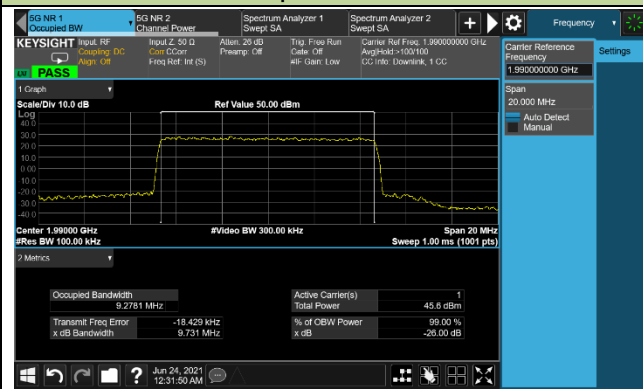 5G NR 1 5G NR 2 Spectrum Analyzer 1 Spectrum Analyzer 2 Frequency
Occupied BW Channel Power Swept SA Swept SA
KEYSIGHT Input: RF Input Z: 50 Ω Atten: 26 dB Trig: Free Run Carrier Ref Freq: 1.990000000 GHz
Coupling: DC Corr CCorr Preamp: Off Gate: Off Avg|Hold:>100/100
Align: Off Freq Ref: Int (S) #IF Gain: Low CC Info: Downlink, 1 CC
LXI PASS
Carrier Reference Frequency
1.990000000 GHz
Settings
Span
20.000 MHz
Auto Detect
Manual
1 Graph
Scale/Div 10.0 dB Ref Value 50.00 dBm
Log
40.0
30.0
20.0
10.0
0.00
-10.0
-20.0
-30.0
-40.0
Center 1.99000 GHz #Video BW 300.00 kHz Span 20 MHz
#Res BW 100.00 kHz Sweep 1.00 ms (1001 pts)
2 Metrics
Occupied Bandwidth Active Carrier(s) 1
9.2781 MHz Total Power 45.6 dBm
Transmit Freq Error -18.429 kHz % of OBW Power 99.00 %
x dB Bandwidth 9.731 MHz x dB -26.00 dB
? Jun 24, 2021
12:31:50 AM